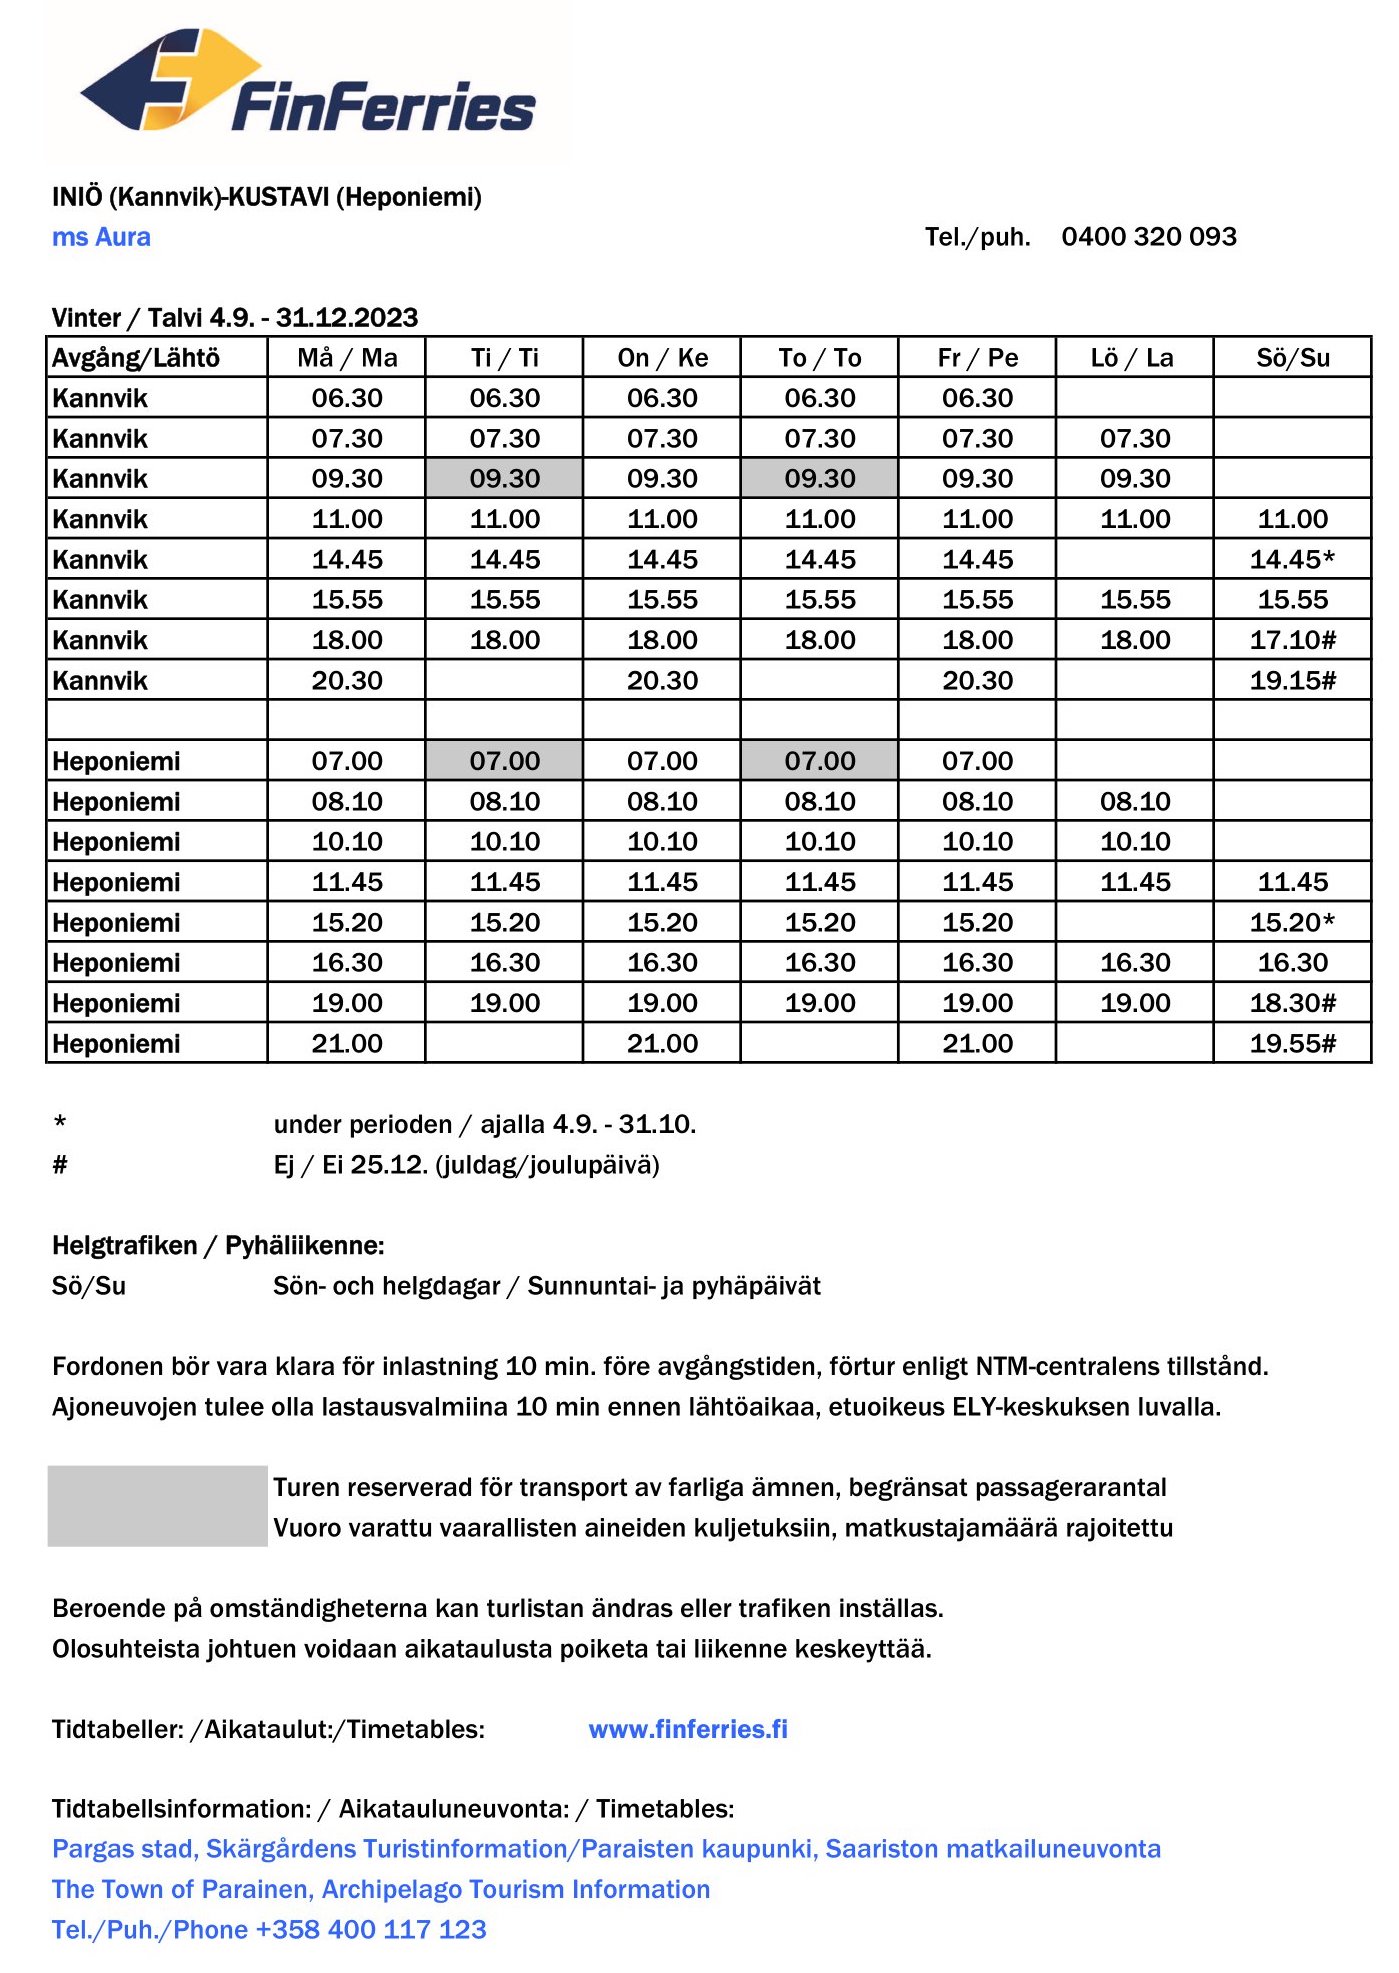 FinFerries
INIÖ (Kannvik)-KUSTAVI (Heponiemi)
ms Aura Tel./puh. 0400 320 093
Vinter / Talvi 4.9. - 31.12.2023
Avgång/Lähtö Må / Ma Ti / Ti On / Ke To / To Fr / Pe Lö / La Sö/Su
Kannvik 06.30 06.30 06.30 06.30 06.30
Kannvik 07.30 07.30 07.30 07.30 07.30 07.30
Kannvik 09.30 09.30 09.30 09.30 09.30 09.30
Kannvik 11.00 11.00 11.00 11.00 11.00 11.00 11.00
Kannvik 14.45 14.45 14.45 14.45 14.45 14.45*
Kannvik 15.55 15.55 15.55 15.55 15.55 15.55 15.55
Kannvik 18.00 18.00 18.00 18.00 18.00 18.00 17.10#
Kannvik 20.30 20.30 20.30 19.15#
Heponiemi 07.00 07.00 07.00 07.00 07.00
Heponiemi 08.10 08.10 08.10 08.10 08.10 08.10
Heponiemi 10.10 10.10 10.10 10.10 10.10 10.10
Heponiemi 11.45 11.45 11.45 11.45 11.45 11.45 11.45
Heponiemi 15.20 15.20 15.20 15.20 15.20 15.20*
Heponiemi 16.30 16.30 16.30 16.30 16.30 16.30 16.30
Heponiemi 19.00 19.00 19.00 19.00 19.00 19.00 18.30#
Heponiemi 21.00 21.00 21.00 19.55#
* under perioden / ajalla 4.9. - 31.10.
# Ej / Ei 25.12. (juldag/joulupäivä)
Helgtrafiken / Pyhäliikenne:
Sö/Su Sön- och helgdagar / Sunnuntai- ja pyhäpäivät
Fordonen bör vara klara för inlastning 10 min. före avgångstiden, förtur enligt NTM-centralens tillstånd.
Ajoneuvojen tulee olla lastausvalmiina 10 min ennen lähtöaikaa, etuoikeus ELY-keskuksen luvalla.
Turen reserverad för transport av farliga ämnen, begränsat passagerarantal
Vuoro varattu vaarallisten aineiden kuljetuksiin, matkustajamäärä rajoitettu
Beroende på omständigheterna kan turlistan ändras eller trafiken inställas.
Olosuhteista johtuen voidaan aikataulusta poiketa tai liikenne keskeyttää.
Tidtabeller: /Aikataulut:/Timetables: www.finferries.fi
Tidtabellsinformation: / Aikatauluneuvonta: / Timetables:
Pargas stad, Skärgårdens Turistinformation/Paraisten kaupunki, Saariston matkailuneuvonta
The Town of Parainen, Archipelago Tourism Information
Tel./Puh./Phone +358 400 117 123